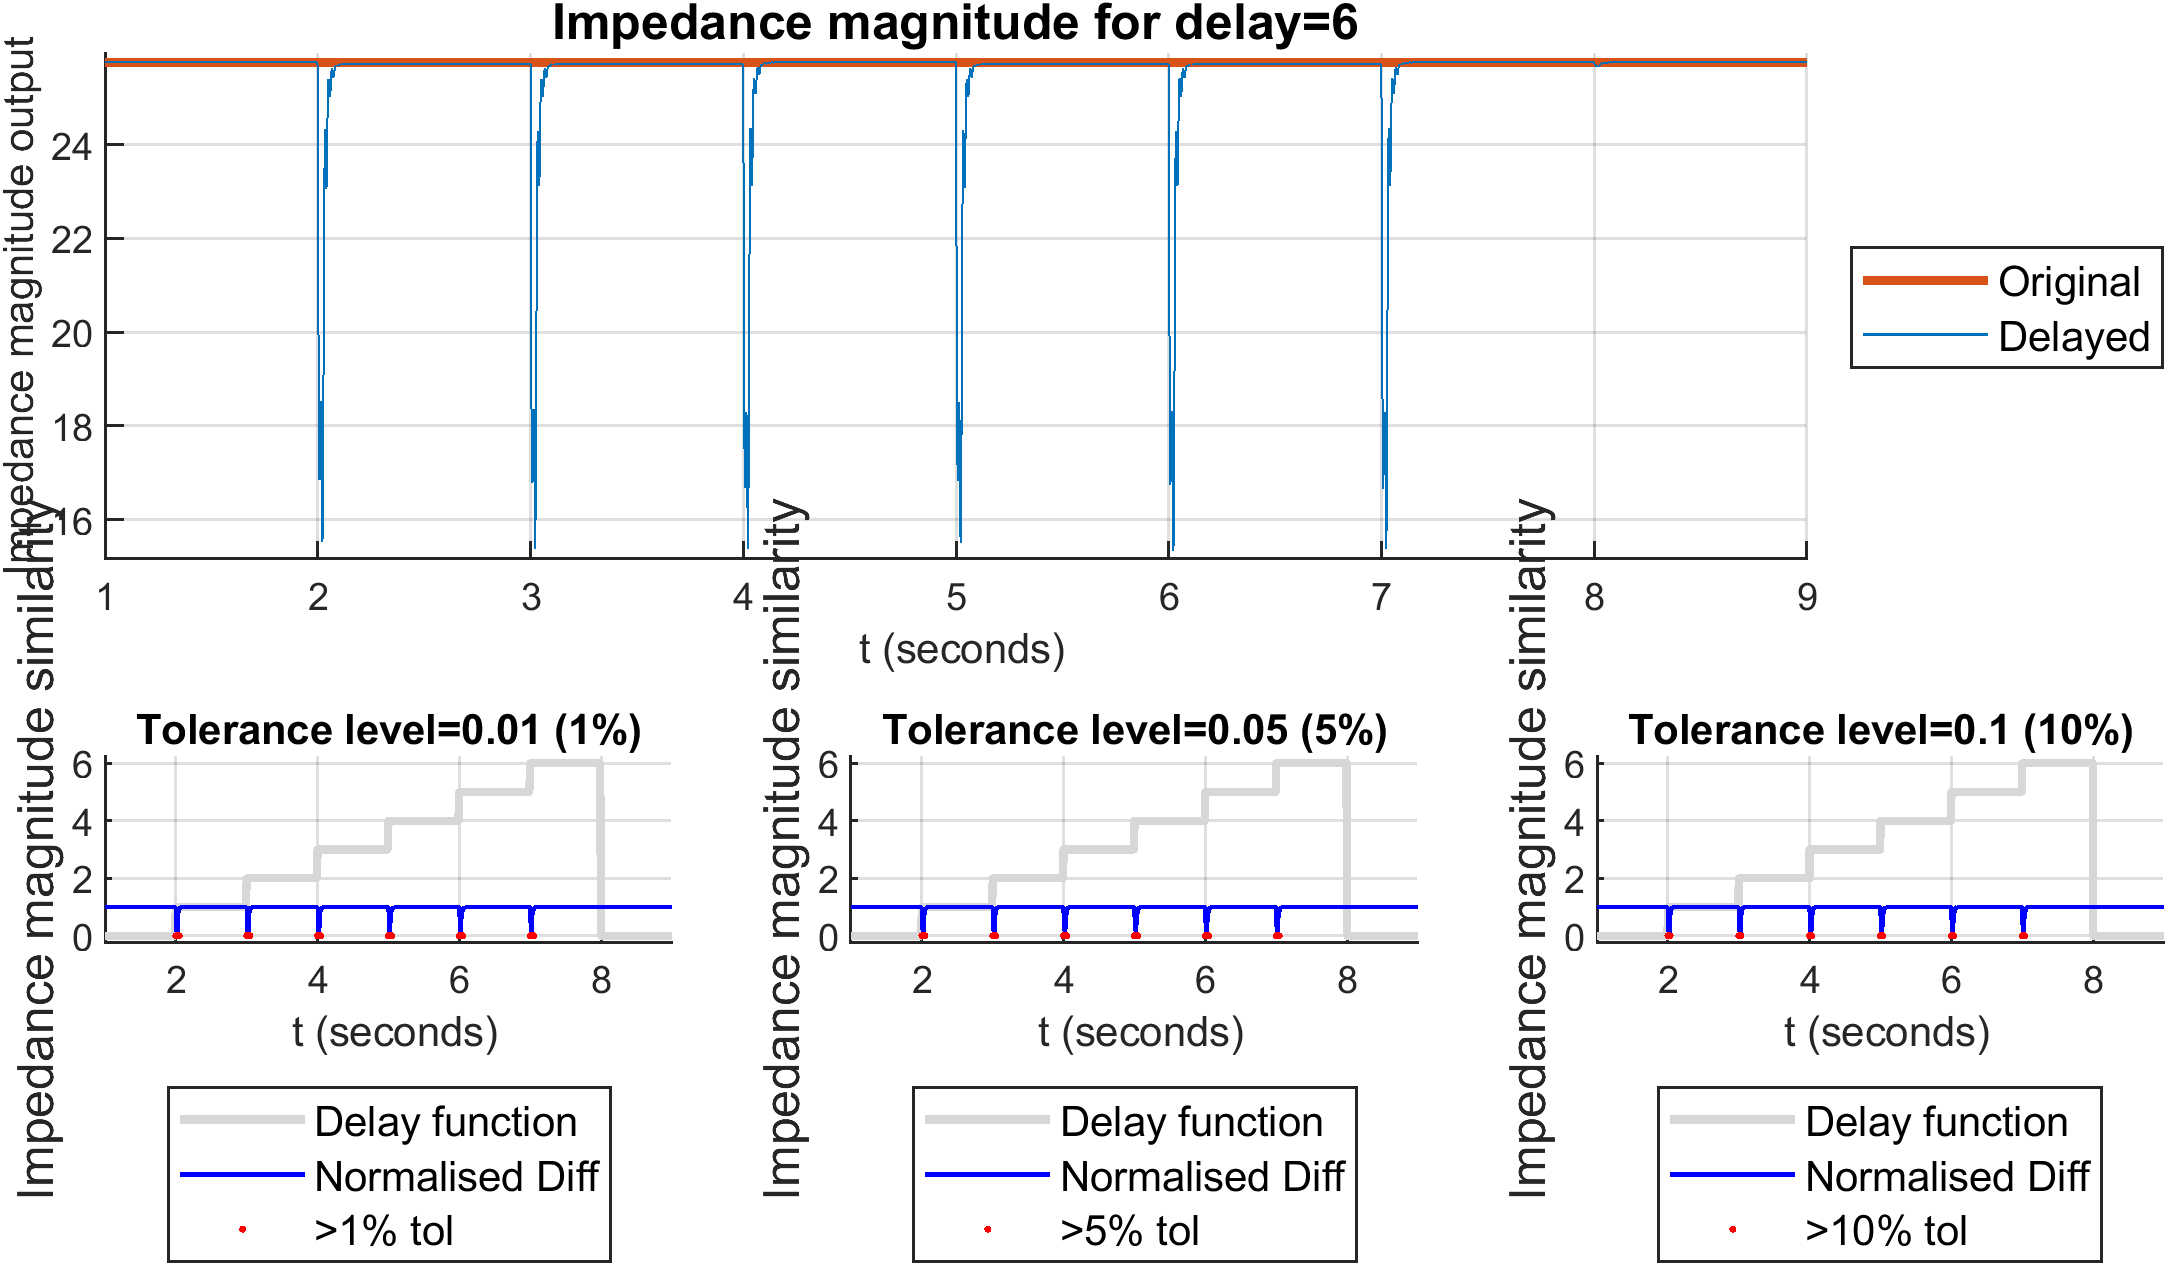 Impedance magnitude for delay=6
Impedance magnitude output
24
22
20
18
16
1 2 3 4 5 6 7 8 9
t (seconds)
Original
Delayed
Tolerance level=0.01 (1%)
Impedance magnitude similarity
6
4
2
0
2 4 6 8
t (seconds)
Delay function
Normalised Diff
>1% tol
Tolerance level=0.05 (5%)
Impedance magnitude similarity
6
4
2
0
2 4 6 8
t (seconds)
Delay function
Normalised Diff
>5% tol
Tolerance level=0.1 (10%)
Impedance magnitude similarity
6
4
2
0
2 4 6 8
t (seconds)
Delay function
Normalised Diff
>10% tol